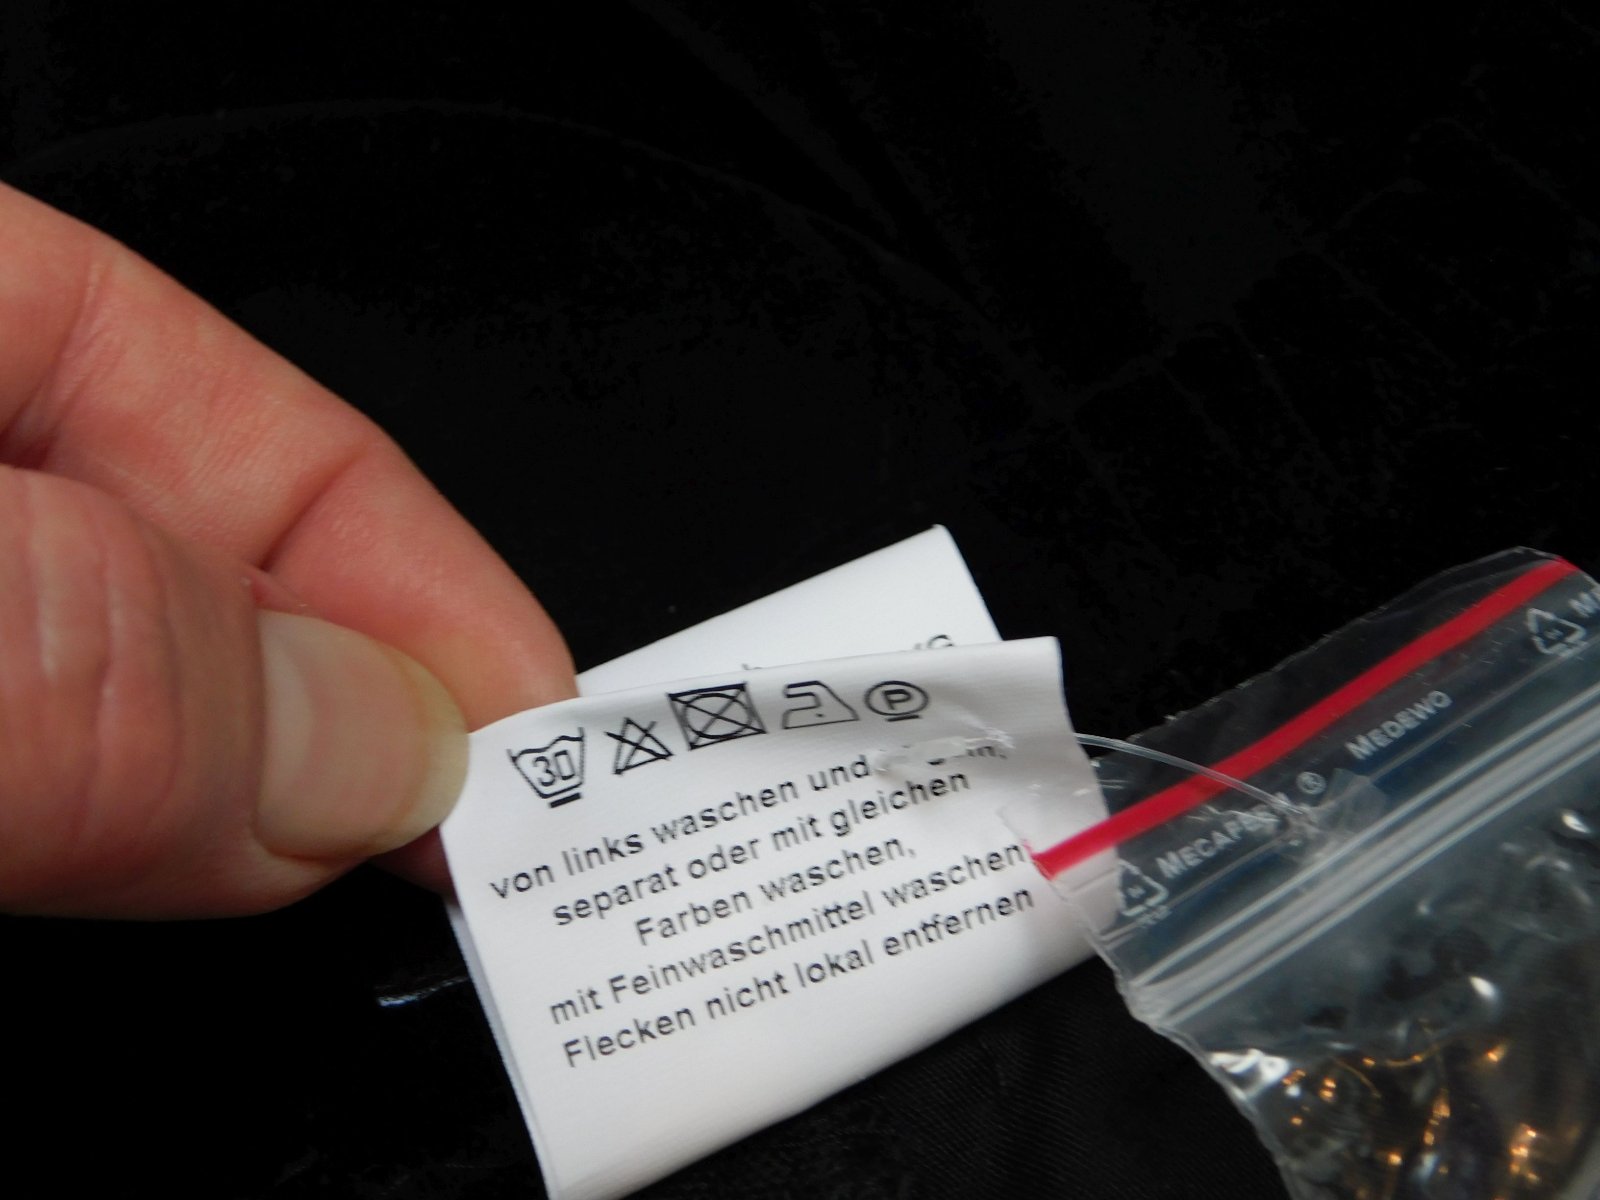 30
P
von links waschen und
separat oder mit gleichen
Farben waschen,
mit Feinwaschmittel waschen
Flecken nicht lokal entfernen
MEDEWO
MECAPERM ®